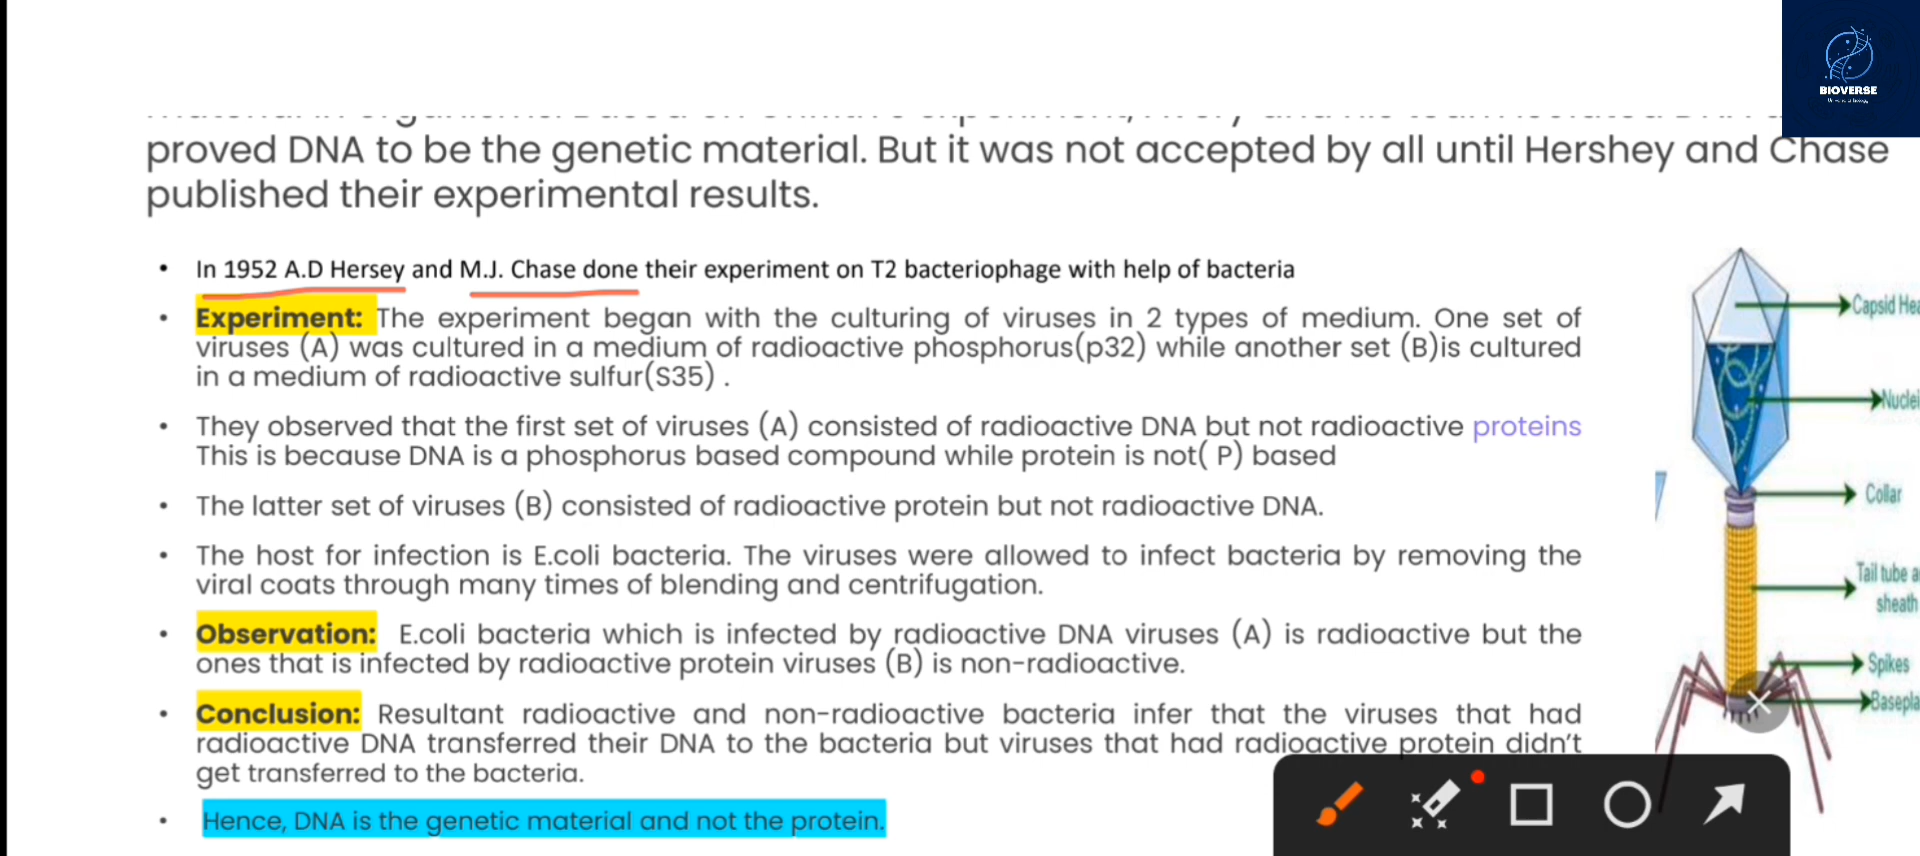 BIOVERSE
proved DNA to be the genetic material. But it was not accepted by all until Hershey and Chase
published their experimental results.
• In 1952 A.D Hersey and M.J. Chase done their experiment on T2 bacteriophage with help of bacteria
• Experiment: The experiment began with the culturing of viruses in 2 types of medium. One set of
viruses (A) was cultured in a medium of radioactive phosphorus(p32) while another set (B)is cultured
in a medium of radioactive sulfur(S35) .
• They observed that the first set of viruses (A) consisted of radioactive DNA but not radioactive proteins
This is because DNA is a phosphorus based compound while protein is not( P) based
• The latter set of viruses (B) consisted of radioactive protein but not radioactive DNA.
• The host for infection is E.coli bacteria. The viruses were allowed to infect bacteria by removing the
viral coats through many times of blending and centrifugation.
• Observation: E.coli bacteria which is infected by radioactive DNA viruses (A) is radioactive but the
ones that is infected by radioactive protein viruses (B) is non-radioactive.
• Conclusion: Resultant radioactive and non-radioactive bacteria infer that the viruses that had
radioactive DNA transferred their DNA to the bacteria but viruses that had radioactive protein didn't
get transferred to the bacteria.
• Hence, DNA is the genetic material and not the protein.
Capsid Hea
Nuclei
Collar
Tail tube a
sheath
Spikes
Basepla